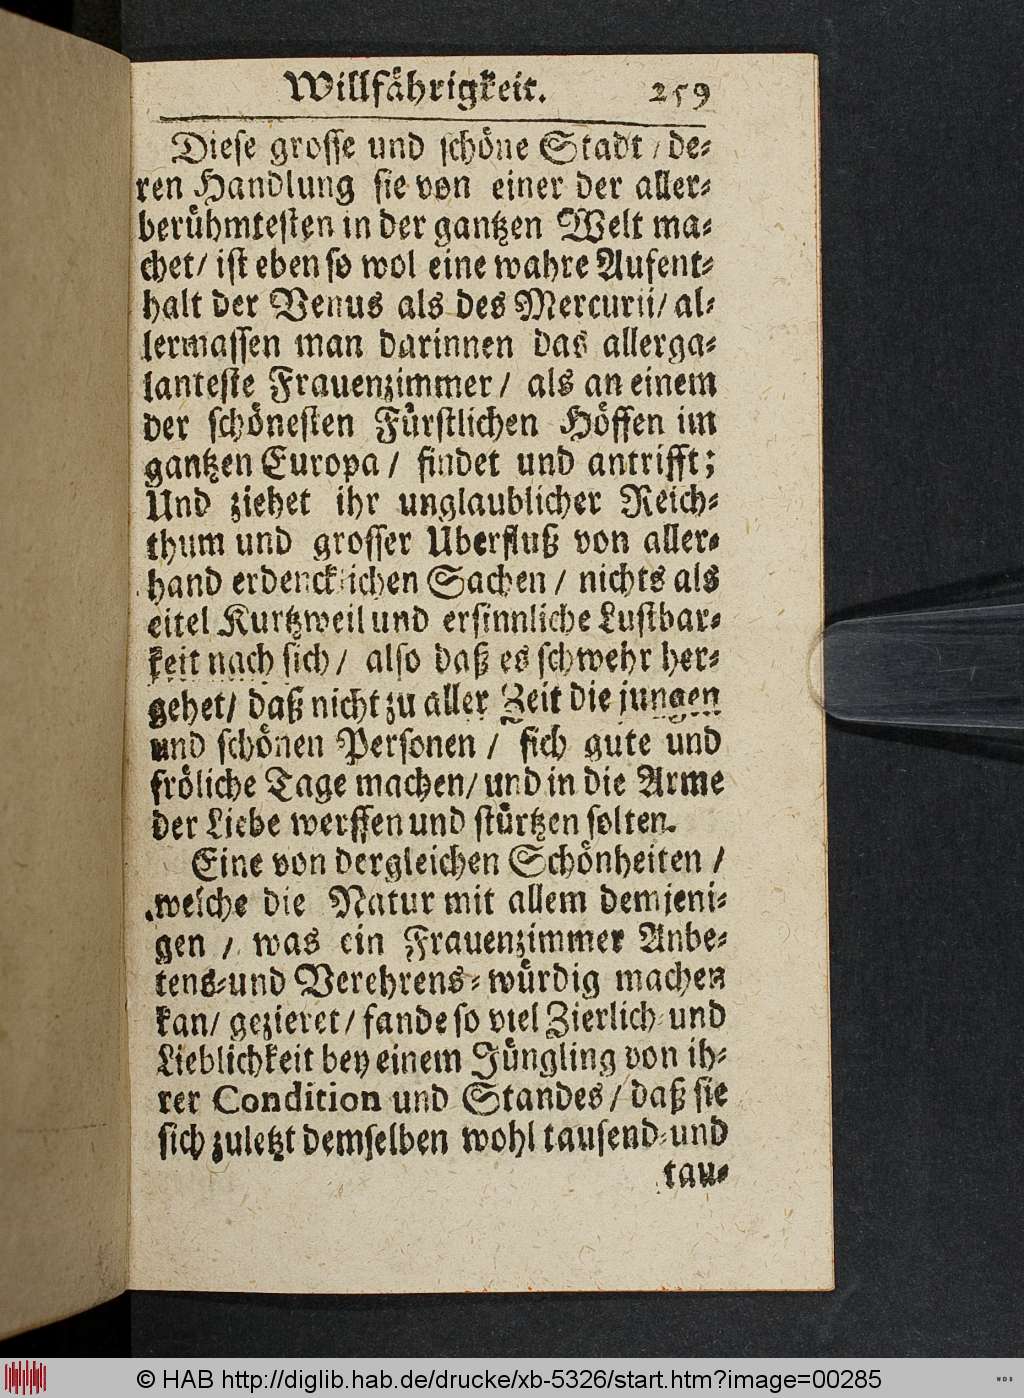 Willfährigkeit. 259
Diese grosse und schöne Stadt / de-
ren Handlung sie von einer der aller-
berühmtesten in der gantzen Welt ma-
chet / ist eben so wol eine wahre Aufent-
halt der Venus als des Mercurii / al-
lermassen man darinnen das allerga-
lanteste Frauenzimmer / als an einem
der schönesten Fürstlichen Höffen im
gantzen Europa / findet und antrifft;
Und ziehet ihr unglaublicher Reich-
thum und grosser Uberfluß von aller-
hand erdencklichen Sachen / nichts als
eitel Kurtzweil und ersinnliche Lustbar-
keit nach sich / also daß es schwehr her-
gehet / daß nicht zu aller Zeit die jungen
und schönen Personen / sich gute und
fröliche Tage machen / und in die Arme
der Liebe werffen und stürtzen solten.
Eine von dergleichen Schönheiten /
welche die Natur mit allem demjeni-
gen / was ein Frauenzimmer Anbe-
tens-und Verehrens-würdig machen
kan / gezieret / fande so viel Zierlich-und
Lieblichkeit bey einem Jüngling von ih-
rer Condition und Standes / daß sie
sich zuletzt demselben wohl tausend-und
tau-
© HAB http://diglib.hab.de/drucke/xb-5326/start.htm?image=00285